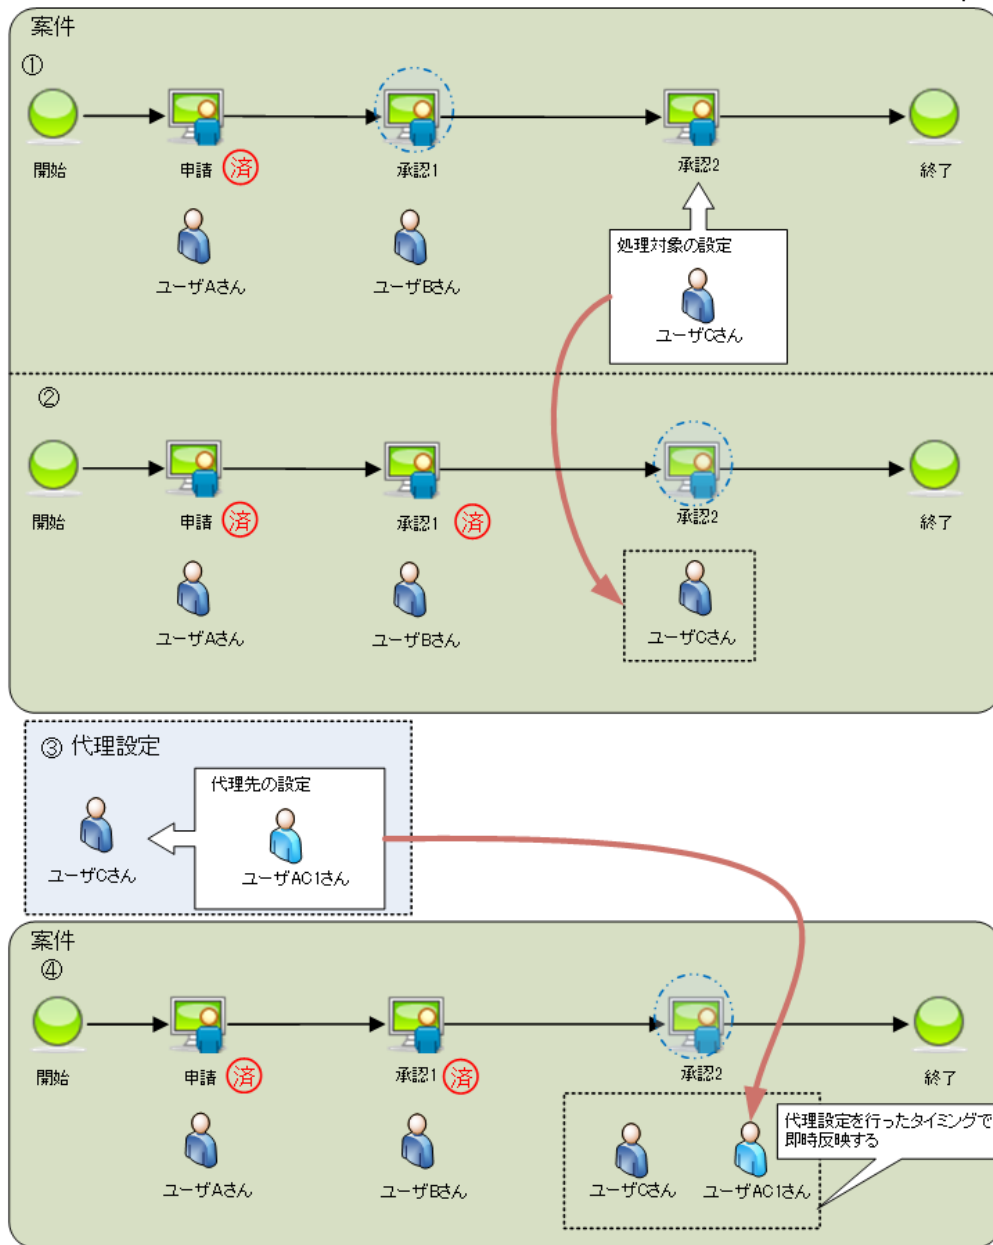 案件
①
開始
申請
済
承認1
承認2
終了
ユーザAさん
ユーザBさん
処理対象の設定
ユーザCさん
②
開始
申請
済
承認1
済
承認2
終了
ユーザAさん
ユーザBさん
ユーザCさん
③ 代理設定
代理先の設定
ユーザCさん
ユーザAC1さん
案件
④
開始
申請
済
承認1
済
承認2
終了
ユーザAさん
ユーザBさん
ユーザCさん
ユーザAC1さん
代理設定を行ったタイミングで
即時反映する